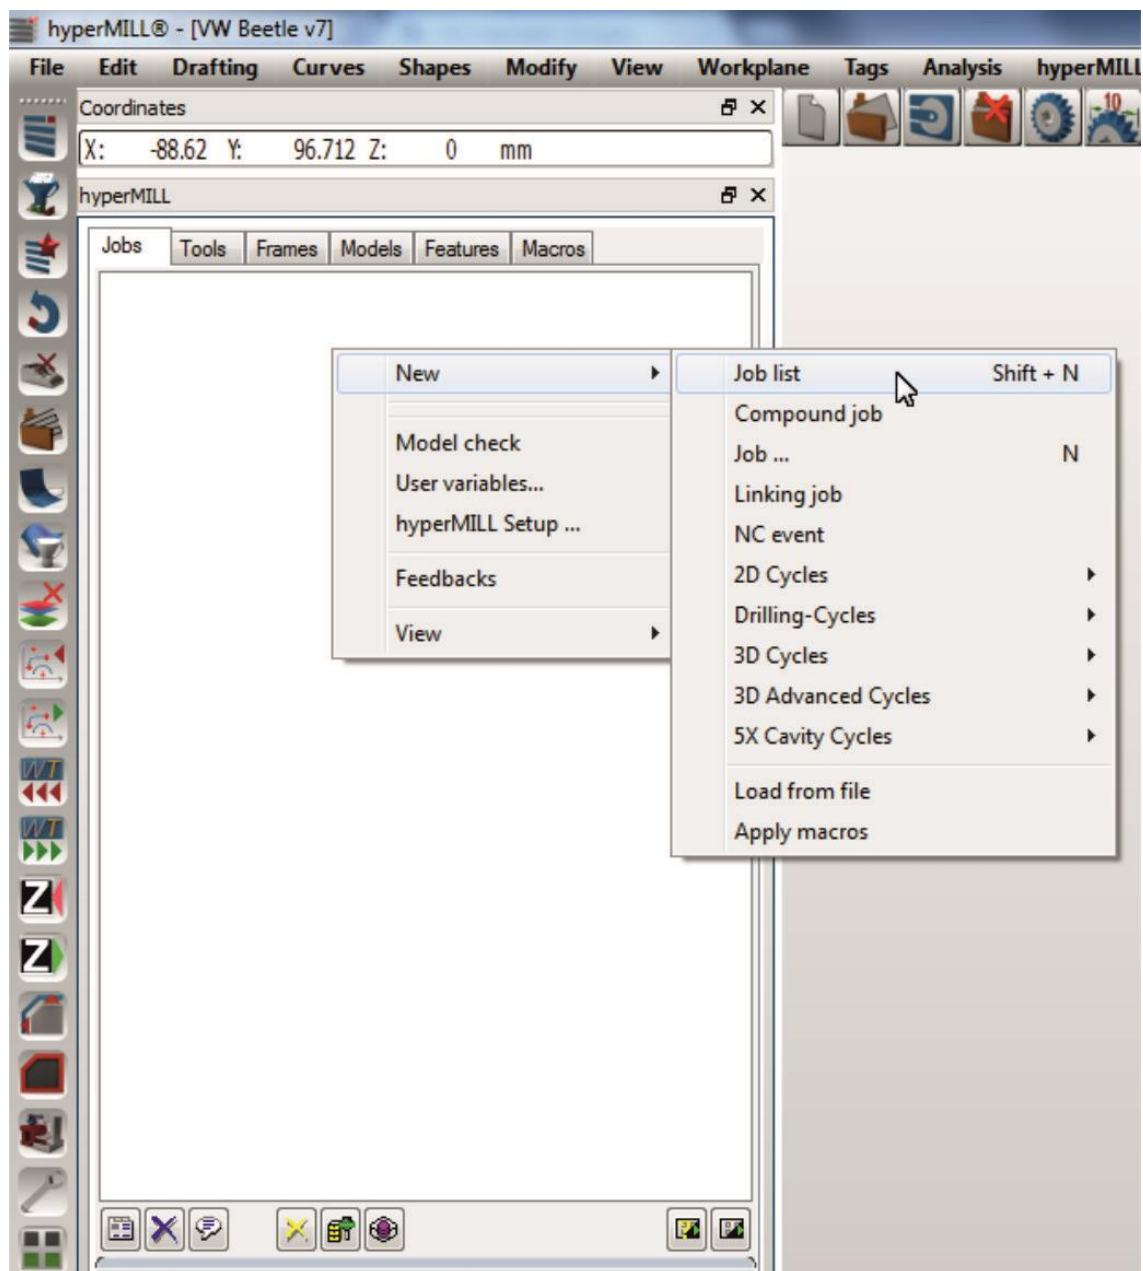 hyperMILL® - [VW Beetle v7]
File Edit Drafting Curves Shapes Modify View Workplane Tags Analysis hyperMILL
Coordinates
X: -88.62 Y: 96.712 Z: 0 mm
10
hyperMILL
Jobs Tools Frames Models Features Macros
New
Model check
User variables...
hyperMILL Setup ...
Feedbacks
View
Job list Shift + N
Compound job
Job ... N
Linking job
NC event
2D Cycles
Drilling-Cycles
3D Cycles
3D Advanced Cycles
5X Cavity Cycles
Load from file
Apply macros
WT
WT
Z
Z